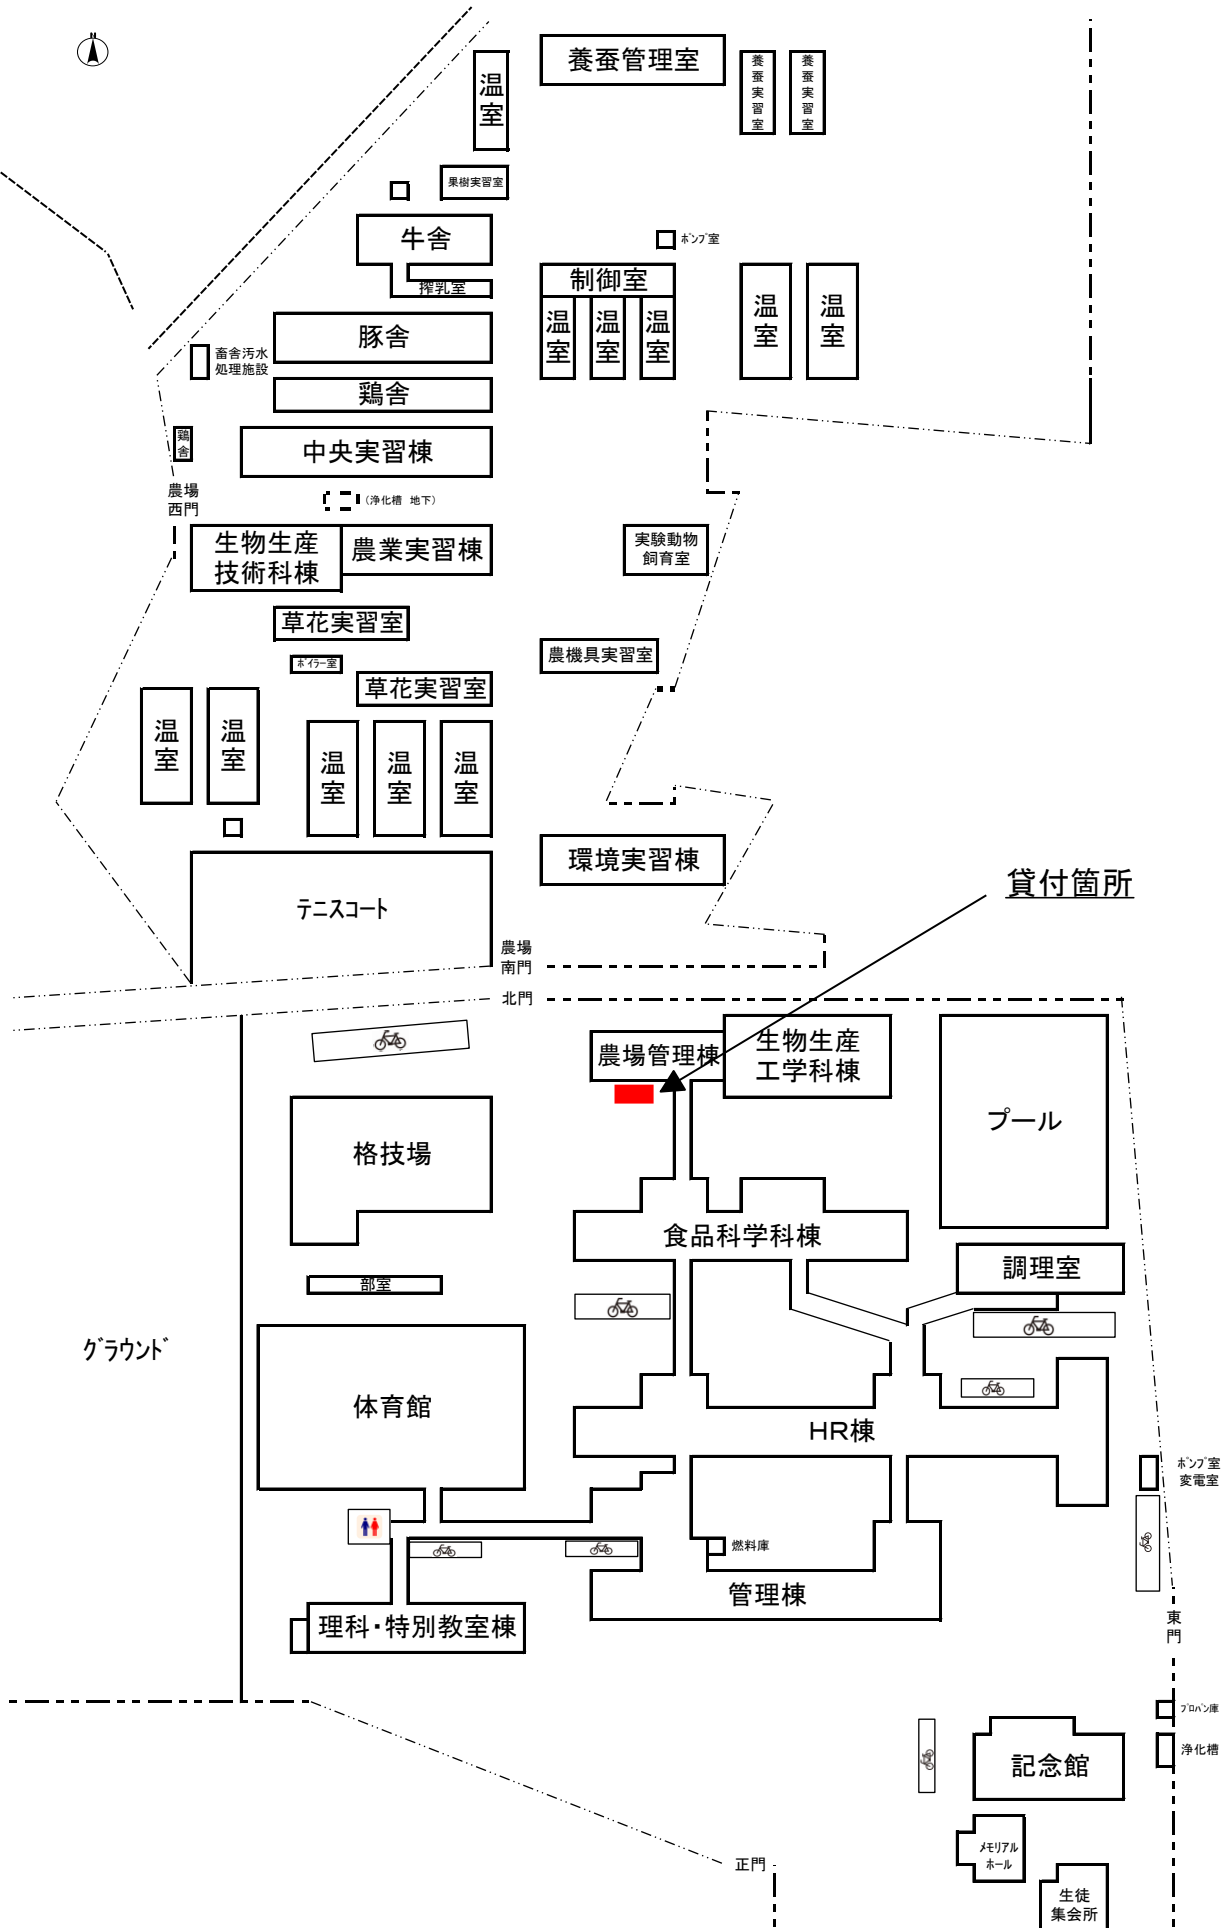 N
養蚕管理室
養蚕実習室
養蚕実習室
温室
果樹実習室
牛舎
ﾎﾟﾝﾌﾟ室
制御室
搾乳室
温室
温室
温室
温室
温室
豚舎
畜舎汚水
処理施設
鶏舎
鶏舎
中央実習棟
農場
西門
(浄化槽 地下)
生物生産
技術科棟
農業実習棟
実験動物
飼育室
草花実習室
農機具実習室
ﾎﾞｲﾗｰ室
草花実習室
温室
温室
温室
温室
温室
環境実習棟
貸付箇所
ﾃﾆｽｺｰﾄ
農場
南門
北門
農場管理棟
生物生産
工学科棟
プール
格技場
食品科学科棟
調理室
部室
ｸﾞﾗｳﾝﾄﾞ
体育館
HR棟
ﾎﾟﾝﾌﾟ室
変電室
燃料庫
管理棟
理科・特別教室棟
東門
ﾌﾟﾛﾊﾟﾝ庫
浄化槽
記念館
ﾒﾓﾘｱﾙ
ﾎｰﾙ
正門
生徒
集会所